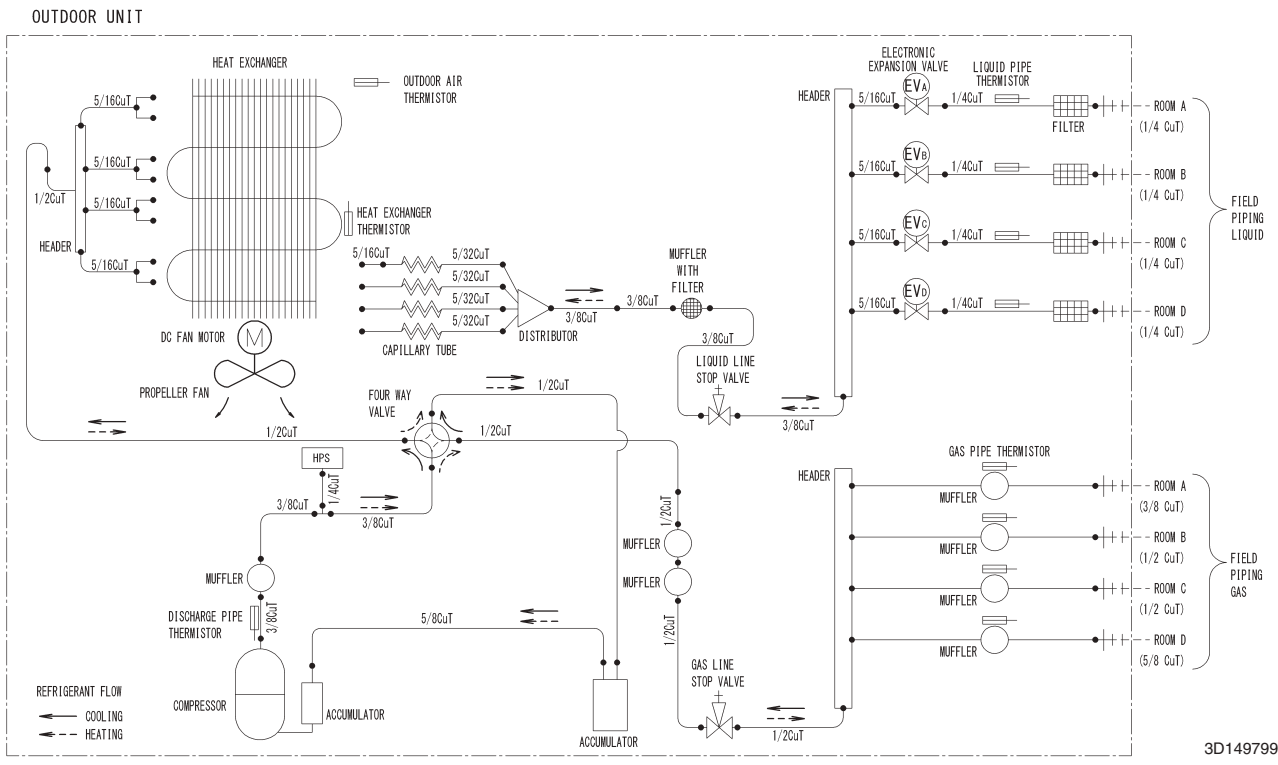 OUTDOOR UNIT
HEAT EXCHANGER
OUTDOOR AIR
THERMISTOR
5/16CuT
5/16CuT
5/16CuT
5/16CuT
1/2CuT
HEADER
HEAT EXCHANGER
THERMISTOR
DC FAN MOTOR
M
PROPELLER FAN
5/16CuT
5/32CuT
5/32CuT
5/32CuT
5/32CuT
CAPILLARY TUBE
DISTRIBUTOR
3/8CuT
3/8CuT
MUFFLER
WITH
FILTER
3/8CuT
LIQUID LINE
STOP VALVE
3/8CuT
HEADER
ELECTRONIC
EXPANSION VALVE
LIQUID PIPE
THERMISTOR
5/16CuT
EVA
1/4CuT
FILTER
ROOM A
(1/4 CuT)
5/16CuT
EVB
1/4CuT
ROOM B
(1/4 CuT)
5/16CuT
EVC
1/4CuT
ROOM C
(1/4 CuT)
5/16CuT
EVD
1/4CuT
ROOM D
(1/4 CuT)
FIELD
PIPING
LIQUID
FOUR WAY
VALVE
1/2CuT
1/2CuT
1/2CuT
HPS
1/4CuT
3/8CuT
3/8CuT
MUFFLER
DISCHARGE PIPE
THERMISTOR
3/8CuT
COMPRESSOR
ACCUMULATOR
5/8CuT
ACCUMULATOR
1/2CuT
MUFFLER
MUFFLER
1/2CuT
GAS LINE
STOP VALVE
1/2CuT
HEADER
GAS PIPE THERMISTOR
MUFFLER
ROOM A
(3/8 CuT)
MUFFLER
ROOM B
(1/2 CuT)
MUFFLER
ROOM C
(1/2 CuT)
MUFFLER
ROOM D
(5/8 CuT)
FIELD
PIPING
GAS
REFRIGERANT FLOW
COOLING
HEATING
3D149799